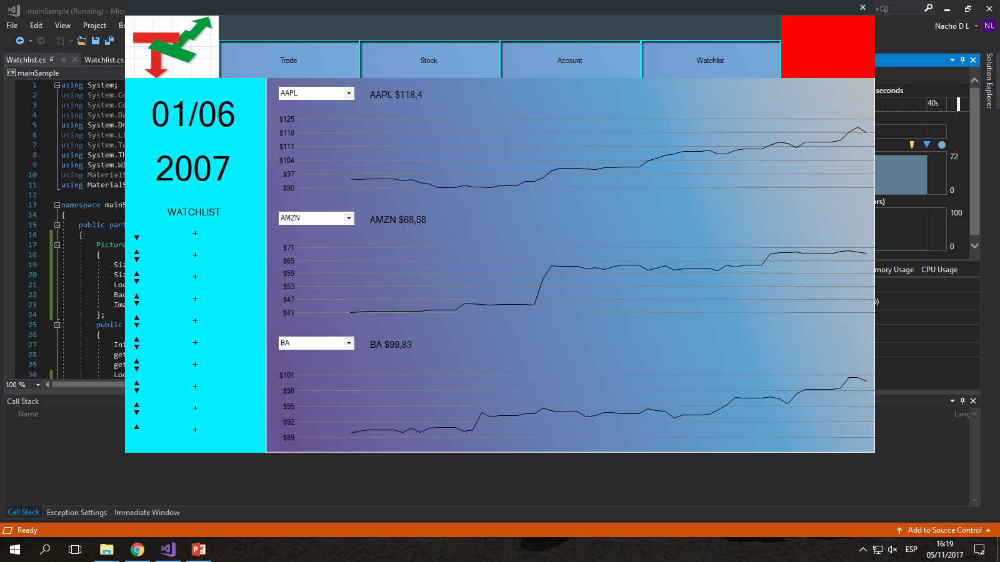 mainSample (Running) - Mic
+Q)
File Edit View Project Bu
Nacho D L NL
Watchlist.cs Watchlist.cs
mainSample
Trade Stock Account Watchlist
Solution Explorer
seconds
40s
72
0
rs)
100
0
mory Usage CPU Usage
0)
1 using System;
2 using System.Co
3 using System.Co
4 using System.Da
5 using System.Dr
6 using System.Li
7 using System.Te
8 using System.Th
9 using System.Wi
10 using MaterialS
11 using MaterialS
12
13 namespace mainS
14 {
15 public part
16 {
17 Picture
18 {
19 Siz
20 Siz
21 Loc
22 Bac
23 Ima
24 };
25 public
26 {
27 Ini
28 get
29 get
30 Loc
100 %
01/06
2007
WATCHLIST
+
+
+
+
+
+
+
+
+
+
AAPL AAPL $118,4
$125
$118
$111
$104
$97
$90
AMZN AMZN $68,58
$71
$65
$59
$53
$47
$41
BA BA $99,83
$101
$98
$95
$92
$89
Call Stack
Name Lang
Call Stack Exception Settings Immediate Window
Ready Add to Source Control
ESP 16:19
05/11/2017